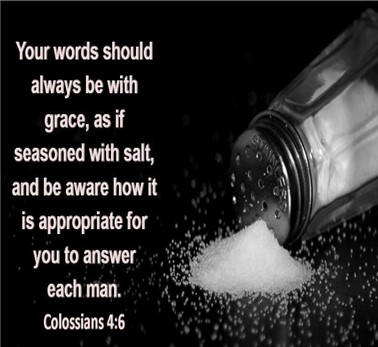 Your words should
always be with
grace, as if
seasoned with salt,
and be aware how it
is appropriate for
you to answer
each man.
Colossians 4:6